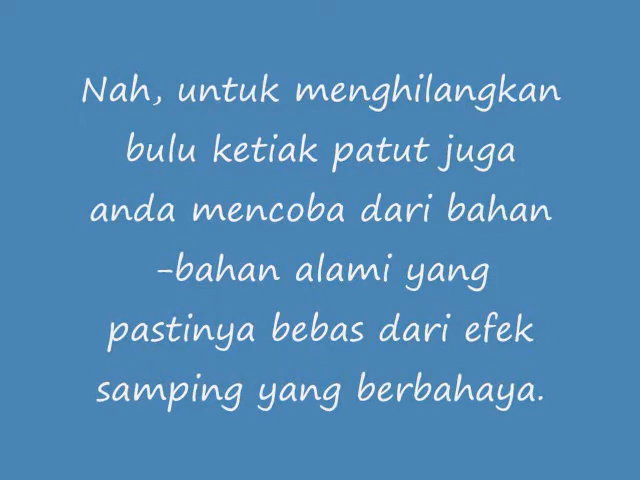 Nah, untuk menghilangkan
bulu ketiak patut juga
anda mencoba dari bahan
-bahan alami yang
pastinya bebas dari efek
samping yang berbahaya.